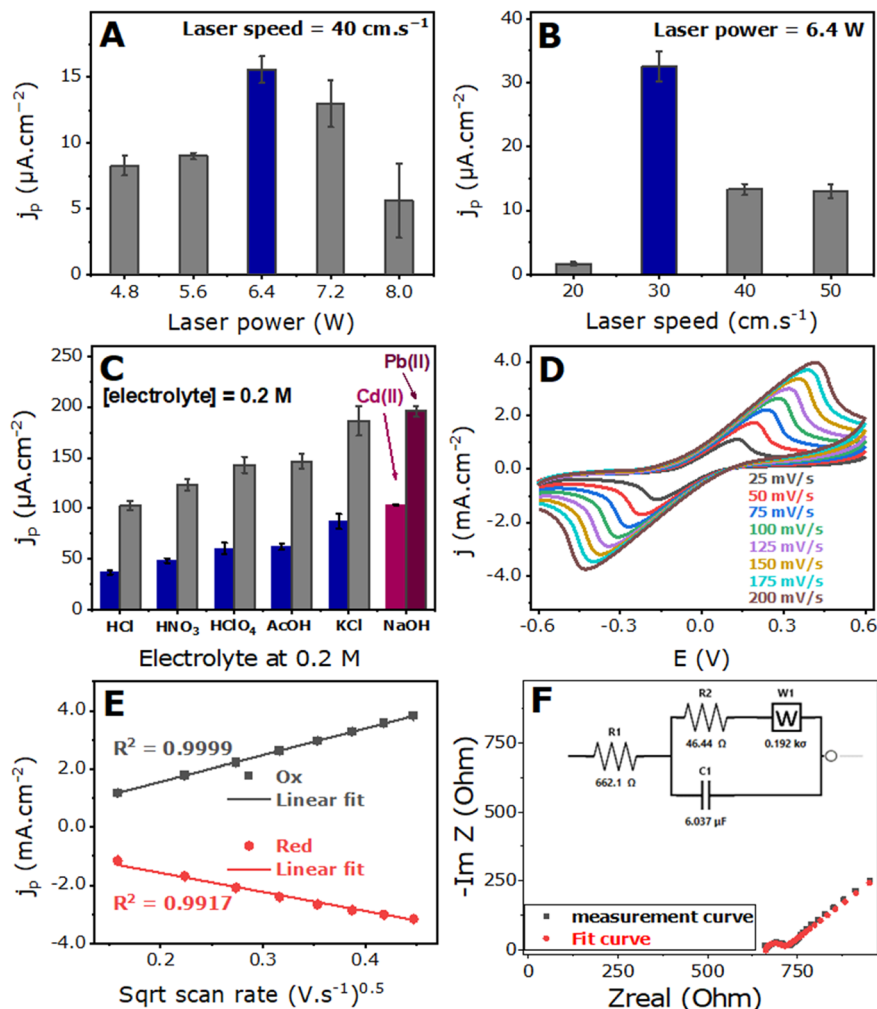 A
Laser speed = 40 cm.s⁻¹
jₚ (µA.cm⁻²)
15
10
5
0
4.8 5.6 6.4 7.2 8.0
Laser power (W)
B
Laser power = 6.4 W
jₚ (µA.cm⁻²)
40
30
20
10
0
20 30 40 50
Laser speed (cm.s⁻¹)
C
[electrolyte] = 0.2 M
Pb(II)
Cd(II)
jₚ (µA.cm⁻²)
250
200
150
100
50
0
HCl HNO₃ HClO₄ AcOH KCl NaOH
Electrolyte at 0.2 M
D
j (mA.cm⁻²)
4.0
2.0
0.0
-2.0
-4.0
25 mV/s
50 mV/s
75 mV/s
100 mV/s
125 mV/s
150 mV/s
175 mV/s
200 mV/s
-0.6 -0.3 0.0 0.3 0.6
E (V)
E
jₚ (mA.cm⁻²)
4.0
2.0
0.0
-2.0
-4.0
R² = 0.9999
Ox
Linear fit
Red
Linear fit
R² = 0.9917
0.2 0.3 0.4
Sqrt scan rate (V.s⁻¹)⁰·⁵
F
-Im Z (Ohm)
750
500
250
0
R1
662.1 Ω
R2
46.44 Ω
W1
W
0.192 kσ
C1
6.037 µF
measurement curve
Fit curve
0 250 500 750
Zreal (Ohm)